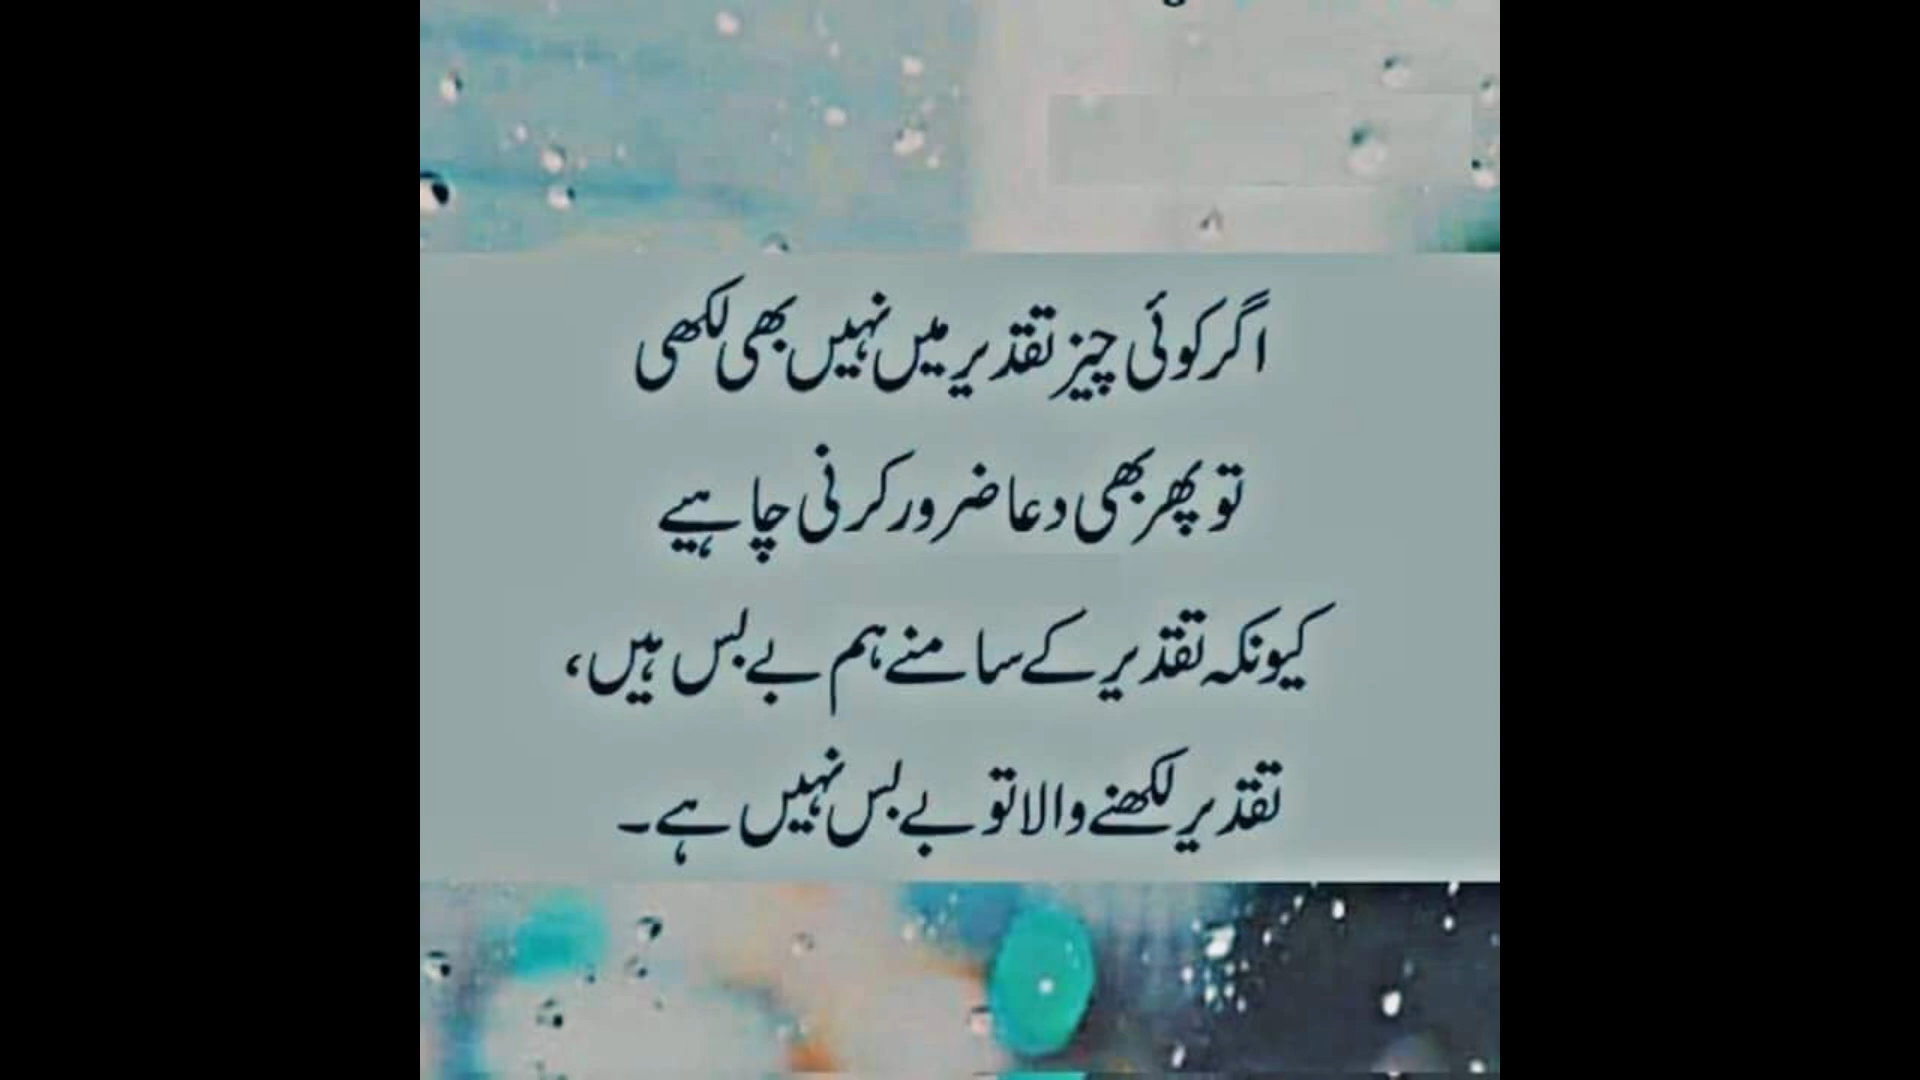 اگر کوئی چیز تقدیر میں نہیں بھی لکھی
تو پھر بھی دعا ضرور کرنی چاہیے
کیونکہ تقدیر کے سامنے ہم بے بس ہیں،
تقدیر لکھنے والا تو بے بس نہیں ہے۔